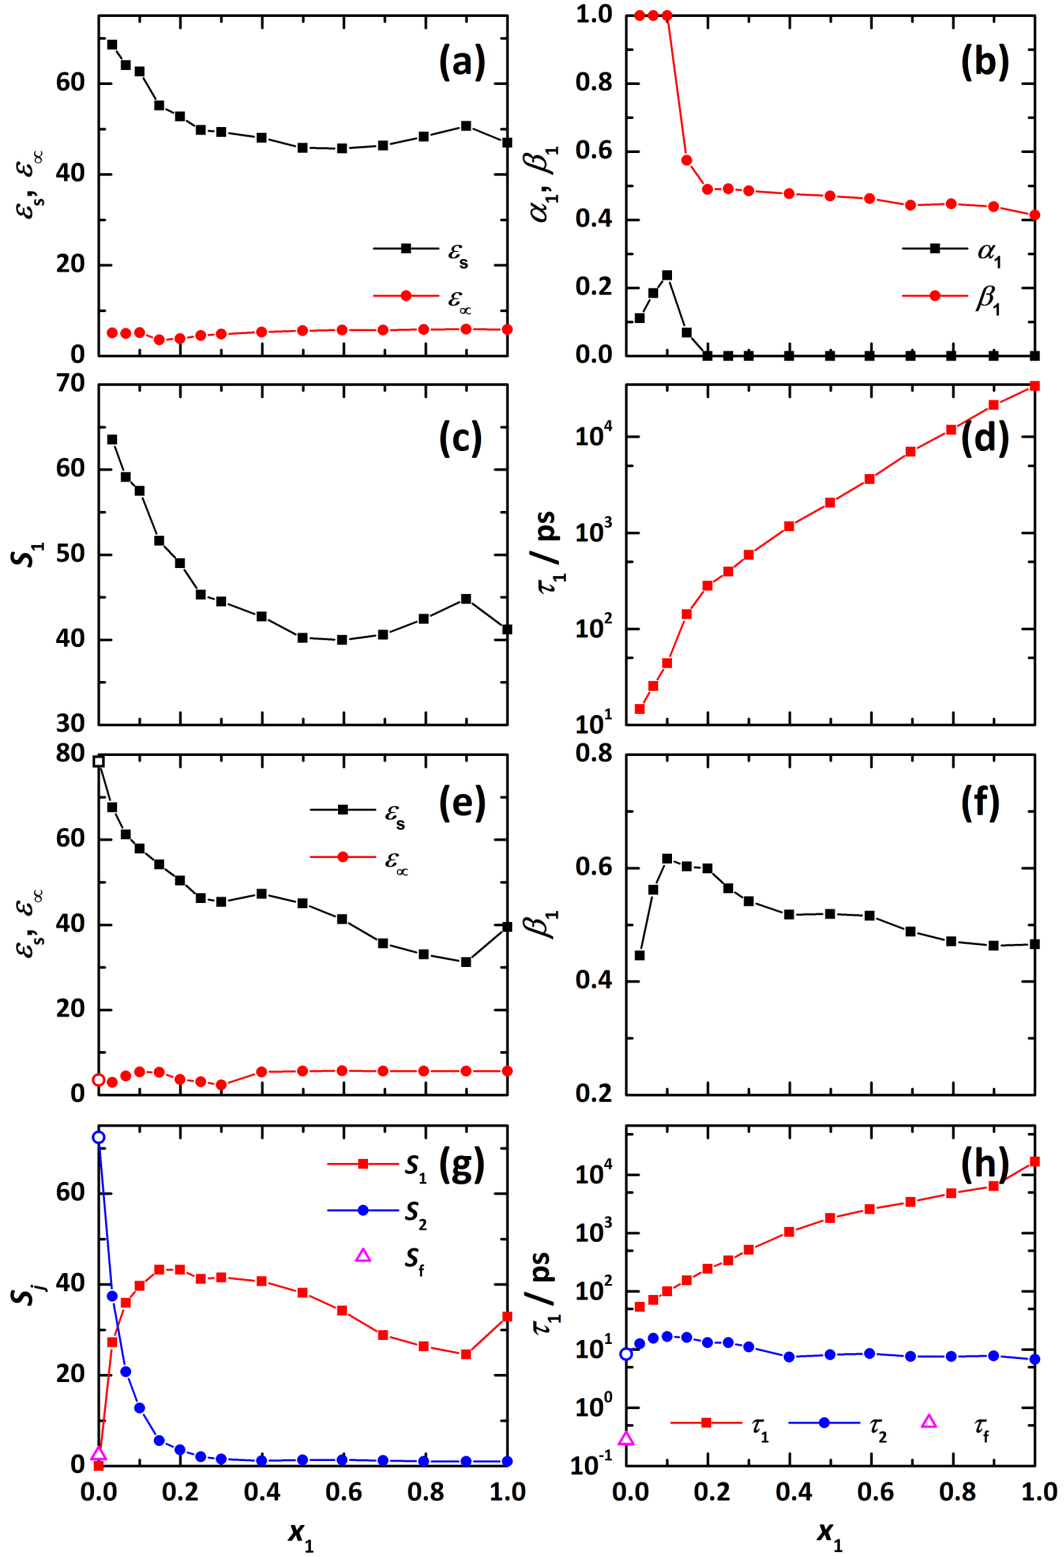 (a)
60
40
20
0
εs, ε∝
εs
ε∝
(b)
1.0
0.8
0.6
0.4
0.2
0.0
α1, β1
α1
β1
(c)
70
60
50
40
30
S1
(d)
10^4
10^3
10^2
10^1
τ1 / ps
(e)
80
60
40
20
0
εs, ε∝
εs
ε∝
(f)
0.8
0.6
0.4
0.2
β1
(g)
60
40
20
0
Sj
S1
S2
Sf
0.0 0.2 0.4 0.6 0.8 1.0
x1
(h)
10^4
10^3
10^2
10^1
10^0
10^-1
τ1 / ps
τ1 τ2 τf
0.0 0.2 0.4 0.6 0.8 1.0
x1